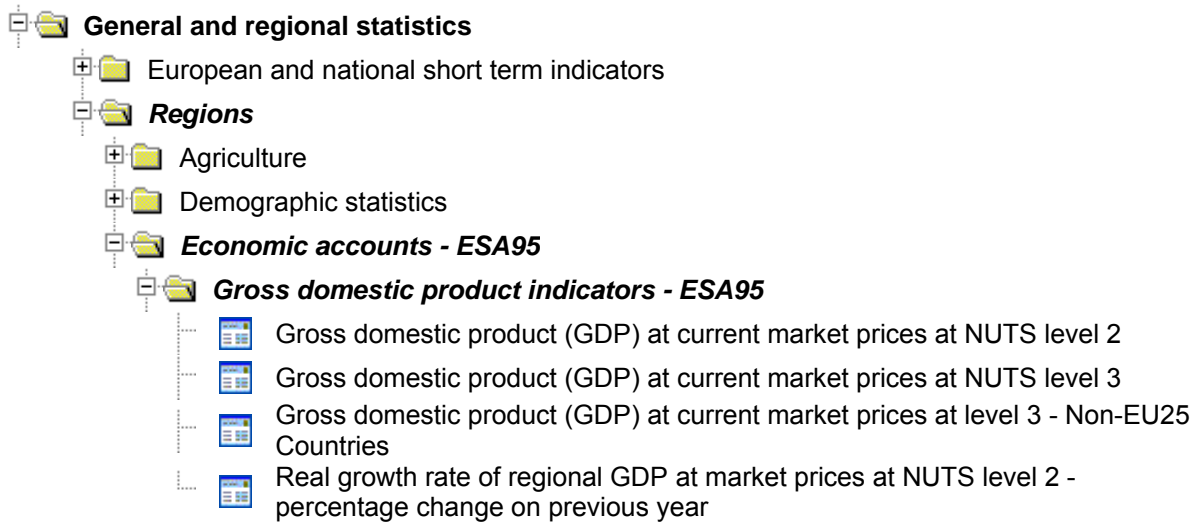 General and regional statistics
European and national short term indicators
Regions
Agriculture
Demographic statistics
Economic accounts - ESA95
Gross domestic product indicators - ESA95
Gross domestic product (GDP) at current market prices at NUTS level 2
Gross domestic product (GDP) at current market prices at NUTS level 3
Gross domestic product (GDP) at current market prices at level 3 - Non-EU25
Countries
Real growth rate of regional GDP at market prices at NUTS level 2 -
percentage change on previous year